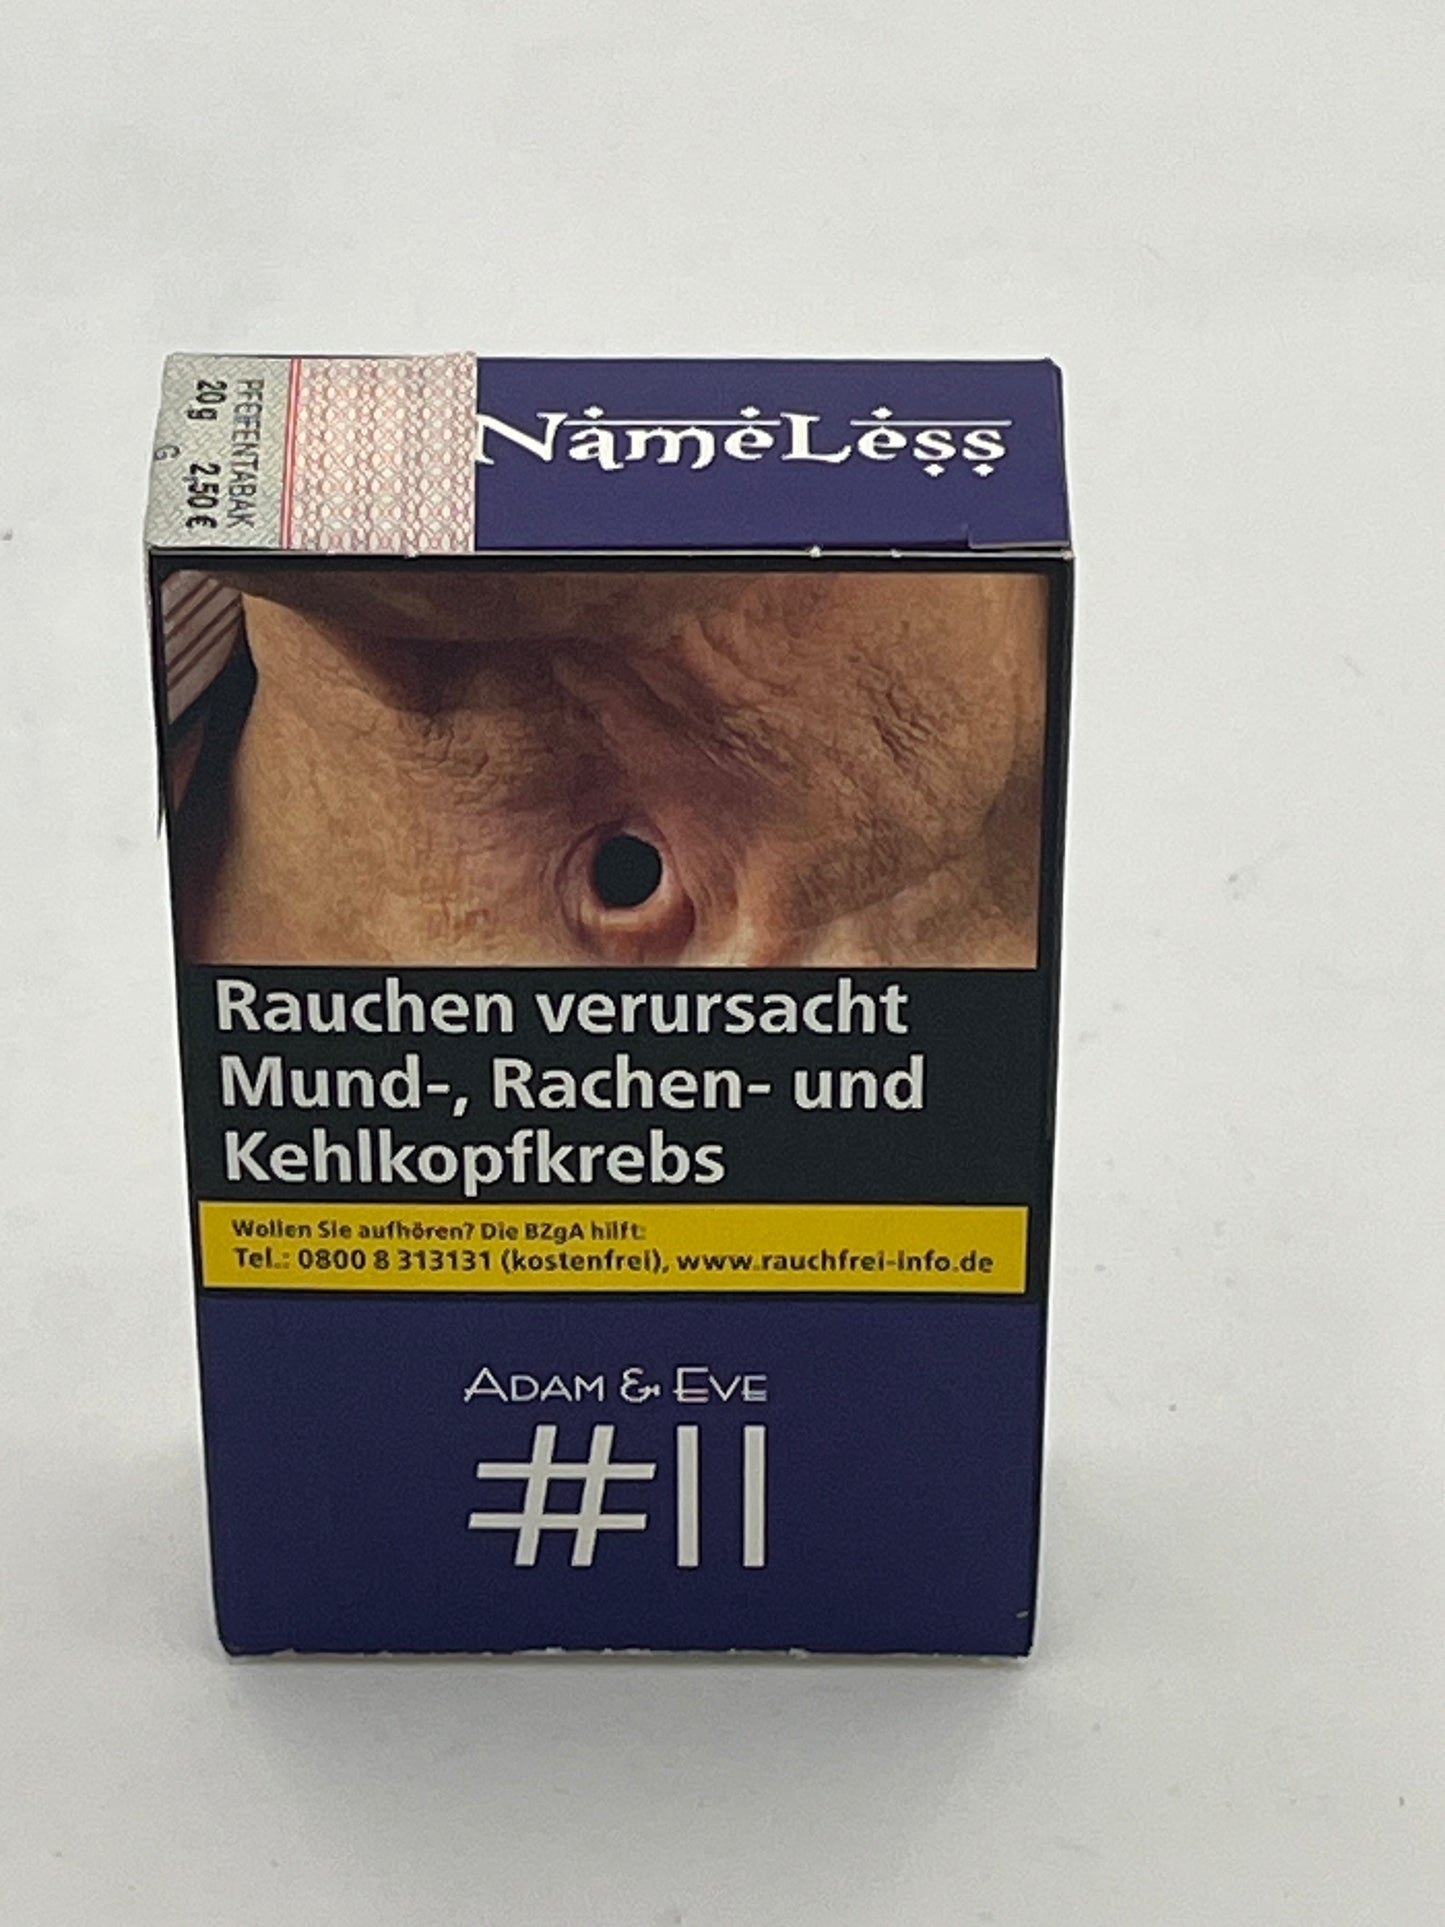 PFEIFENTABAK
20 g 2,50 €
G
NameLess
Rauchen verursacht
Mund-, Rachen- und
Kehlkopfkrebs
Wollen Sie aufhören? Die BZgA hilft:
Tel.: 0800 8 313131 (kostenfrei), www.rauchfrei-info.de
ADAM & EVE
#11